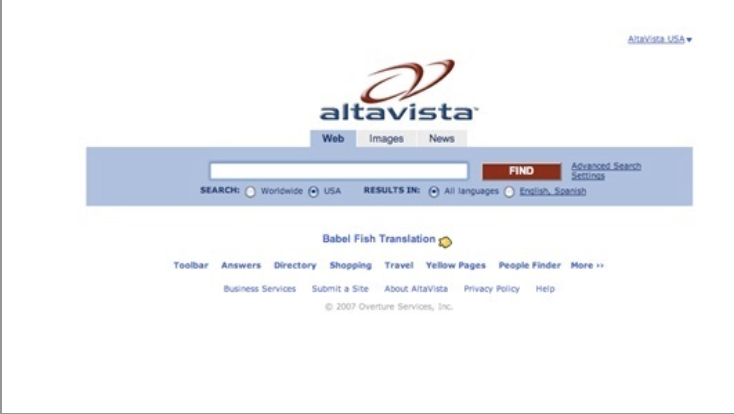 AltaVista USA
altavista™
Web Images News
FIND Advanced Search
Settings
SEARCH: Worldwide USA RESULTS IN: All languages English, Spanish
Babel Fish Translation
Toolbar Answers Directory Shopping Travel Yellow Pages People Finder More ››
Business Services Submit a Site About AltaVista Privacy Policy Help
© 2007 Overture Services, Inc.